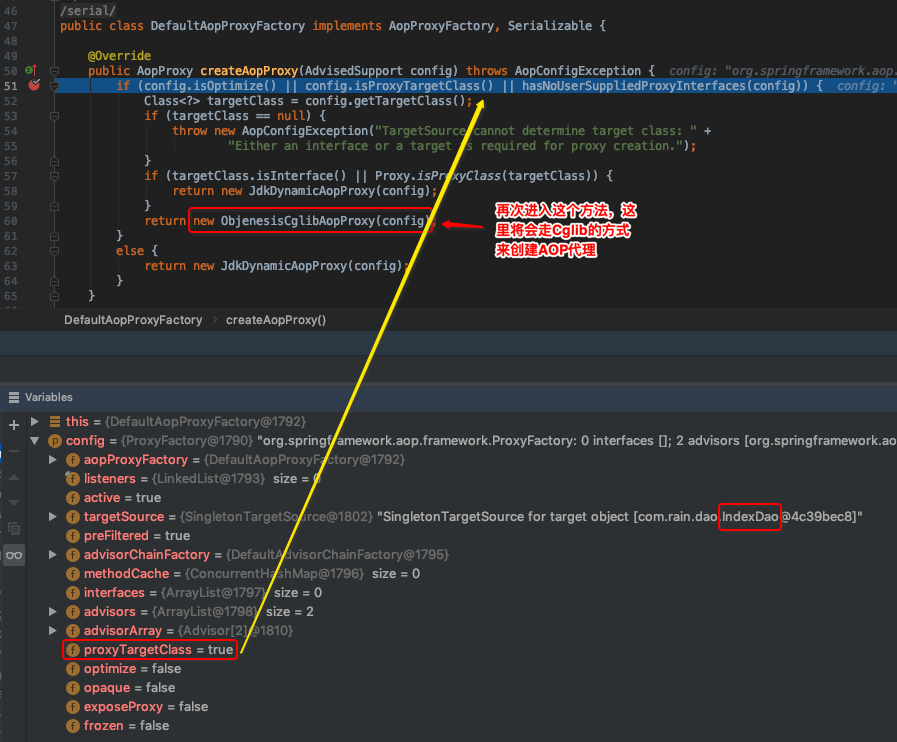 46 /serial/
47 public class DefaultAopProxyFactory implements AopProxyFactory, Serializable {
48
49 @Override
50 public AopProxy createAopProxy(AdvisedSupport config) throws AopConfigException { config: "org.springframework.aop.
51 if (config.isOptimize() || config.isProxyTargetClass() || hasNoUserSuppliedProxyInterfaces(config)) { config: "
52 Class<?> targetClass = config.getTargetClass();
53 if (targetClass == null) {
54 throw new AopConfigException("TargetSource cannot determine target class: " +
55 "Either an interface or a target is required for proxy creation.");
56 }
57 if (targetClass.isInterface() || Proxy.isProxyClass(targetClass)) {
58 return new JdkDynamicAopProxy(config);
59 }
60 return new ObjenesisCglibAopProxy(config);
61 }
62 else {
63 return new JdkDynamicAopProxy(config);
64 }
65 }
再次进入这个方法，这
里将会走Cglib的方式
来创建AOP代理
DefaultAopProxyFactory › createAopProxy()
Variables
this = {DefaultAopProxyFactory@1792}
config = {ProxyFactory@1790} "org.springframework.aop.framework.ProxyFactory: 0 interfaces []; 2 advisors [org.springframework.ao
aopProxyFactory = {DefaultAopProxyFactory@1792}
listeners = {LinkedList@1793} size = 0
active = true
targetSource = {SingletonTargetSource@1802} "SingletonTargetSource for target object [com.rain.dao.IndexDao@4c39bec8]"
preFiltered = true
advisorChainFactory = {DefaultAdvisorChainFactory@1795}
methodCache = {ConcurrentHashMap@1796} size = 0
interfaces = {ArrayList@1797} size = 0
advisors = {ArrayList@1798} size = 2
advisorArray = {Advisor[2]@1810}
proxyTargetClass = true
optimize = false
opaque = false
exposeProxy = false
frozen = false